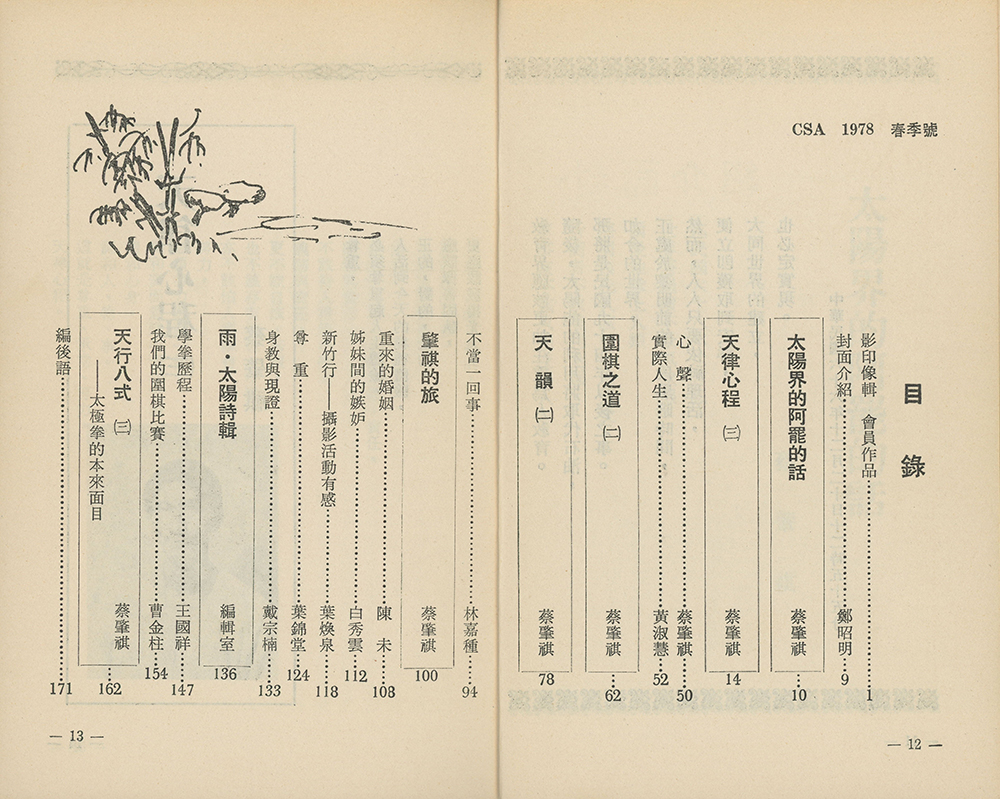 CSA 1978 春季號
目錄
影印像輯 會員作品……1
封面介紹……鄭昭明……9
太陽界的阿罷的話 蔡肇祺……10
天律心程 ㈢ 蔡肇祺 14
心聲……蔡肇祺……50
實際人生……黃淑慧……52
圍棋之道 ㈡ 蔡肇祺……62
天韻 ㈡ 蔡肇祺 78
— 12 —
不當一回事……林嘉種……94
肇祺的旅 蔡肇祺 100
重來的婚姻……陳未……108
姊妹間的嫉妒……白秀雲……112
新竹行——攝影活動有感……葉煥泉……118
尊重……葉錦堂……124
身教與現證……戴宗楠……133
雨・太陽詩輯 編輯室 136
學拳歷程……王國祥……147
我們的圍棋比賽……曹金柱……154
天行八式 ㈢ 蔡肇祺……162
——太極拳的本來面目
編後語……171
— 13 —